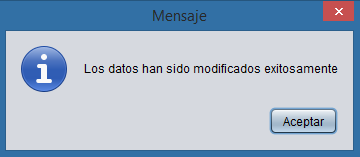 Mensaje
Los datos han sido modificados exitosamente
Aceptar